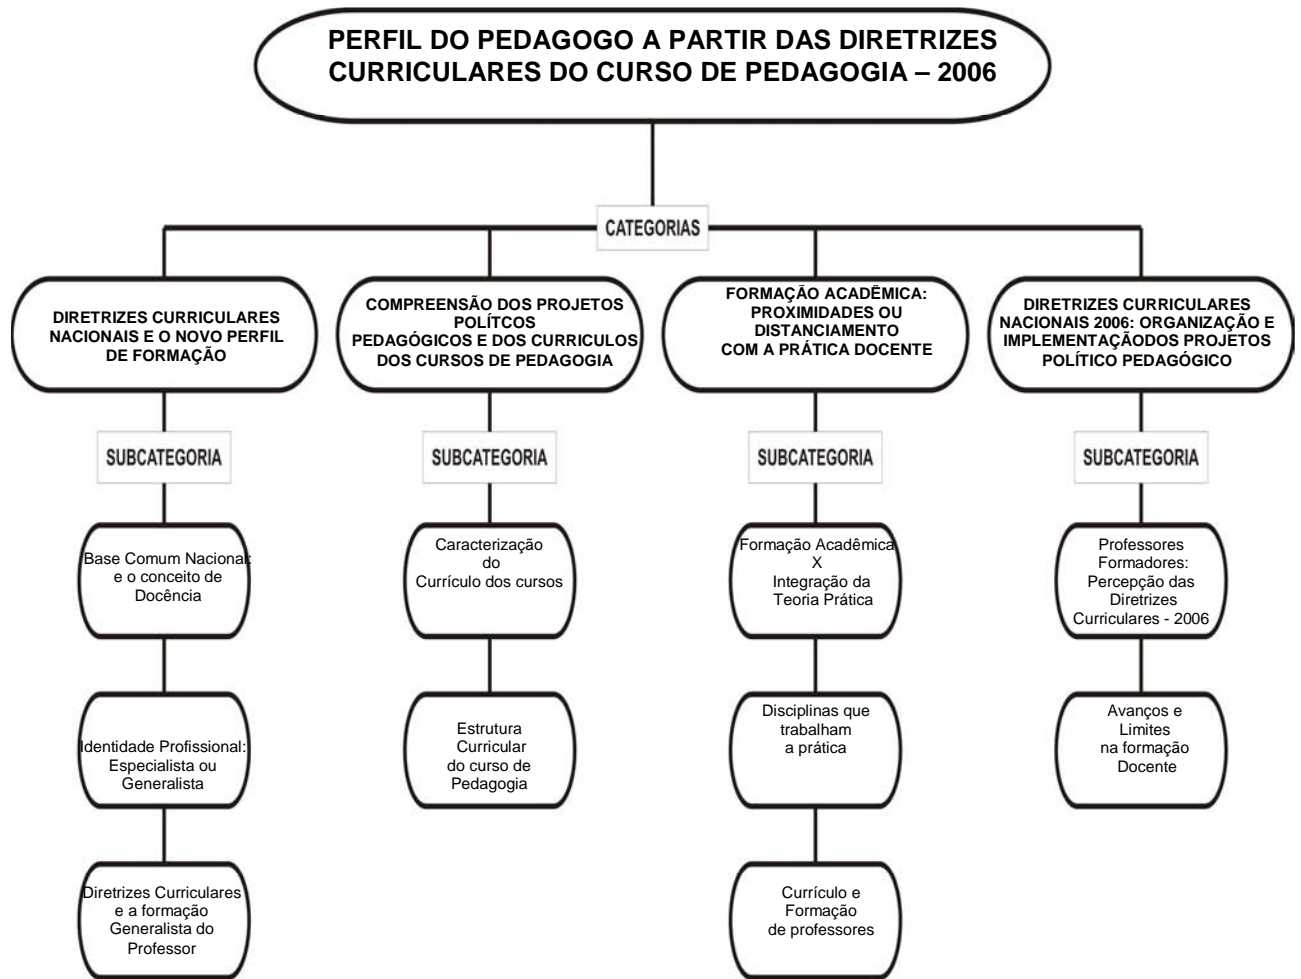 PERFIL DO PEDAGOGO A PARTIR DAS DIRETRIZES
CURRICULARES DO CURSO DE PEDAGOGIA – 2006
CATEGORIAS
DIRETRIZES CURRICULARES
NACIONAIS E O NOVO PERFIL
DE FORMAÇÃO
COMPREENSÃO DOS PROJETOS
POLÍTCOS
PEDAGÓGICOS E DOS CURRICULOS
DOS CURSOS DE PEDAGOGIA
FORMAÇÃO ACADÊMICA:
PROXIMIDADES OU
DISTANCIAMENTO
COM A PRÁTICA DOCENTE
DIRETRIZES CURRICULARES
NACIONAIS 2006: ORGANIZAÇÃO E
IMPLEMENTAÇÃODOS PROJETOS
POLÍTICO PEDAGÓGICO
SUBCATEGORIA
SUBCATEGORIA
SUBCATEGORIA
SUBCATEGORIA
Base Comum Nacional:
e o conceito de
Docência
Caracterização
do
Currículo dos cursos
Formação Acadêmica
X
Integração da
Teoria Prática
Professores
Formadores:
Percepção das
Diretrizes
Curriculares - 2006
Identidade Profissional:
Especialista ou
Generalista
Estrutura
Curricular
do curso de
Pedagogia
Disciplinas que
trabalham
a prática
Avanços e
Limites
na formação
Docente
Diretrizes Curriculares
e a formação
Generalista do
Professor
Currículo e
Formação
de professores